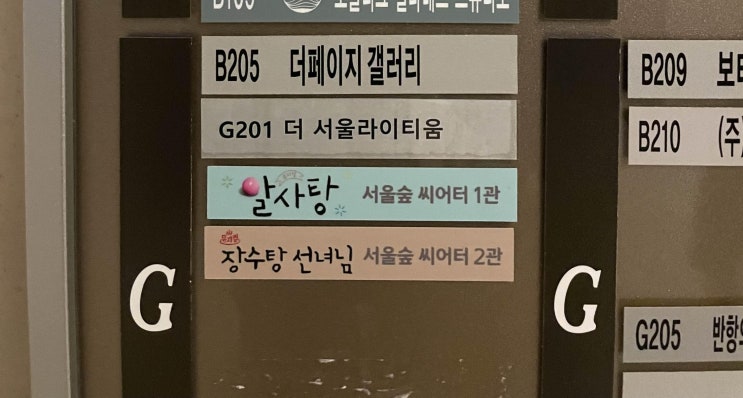 B205 더페이지 갤러리
G201 더 서울라이티움
알사탕 서울숲 씨어터 1관
장수탕 선녀님 서울숲 씨어터 2관
G
G
B209
B210 (주)
G205